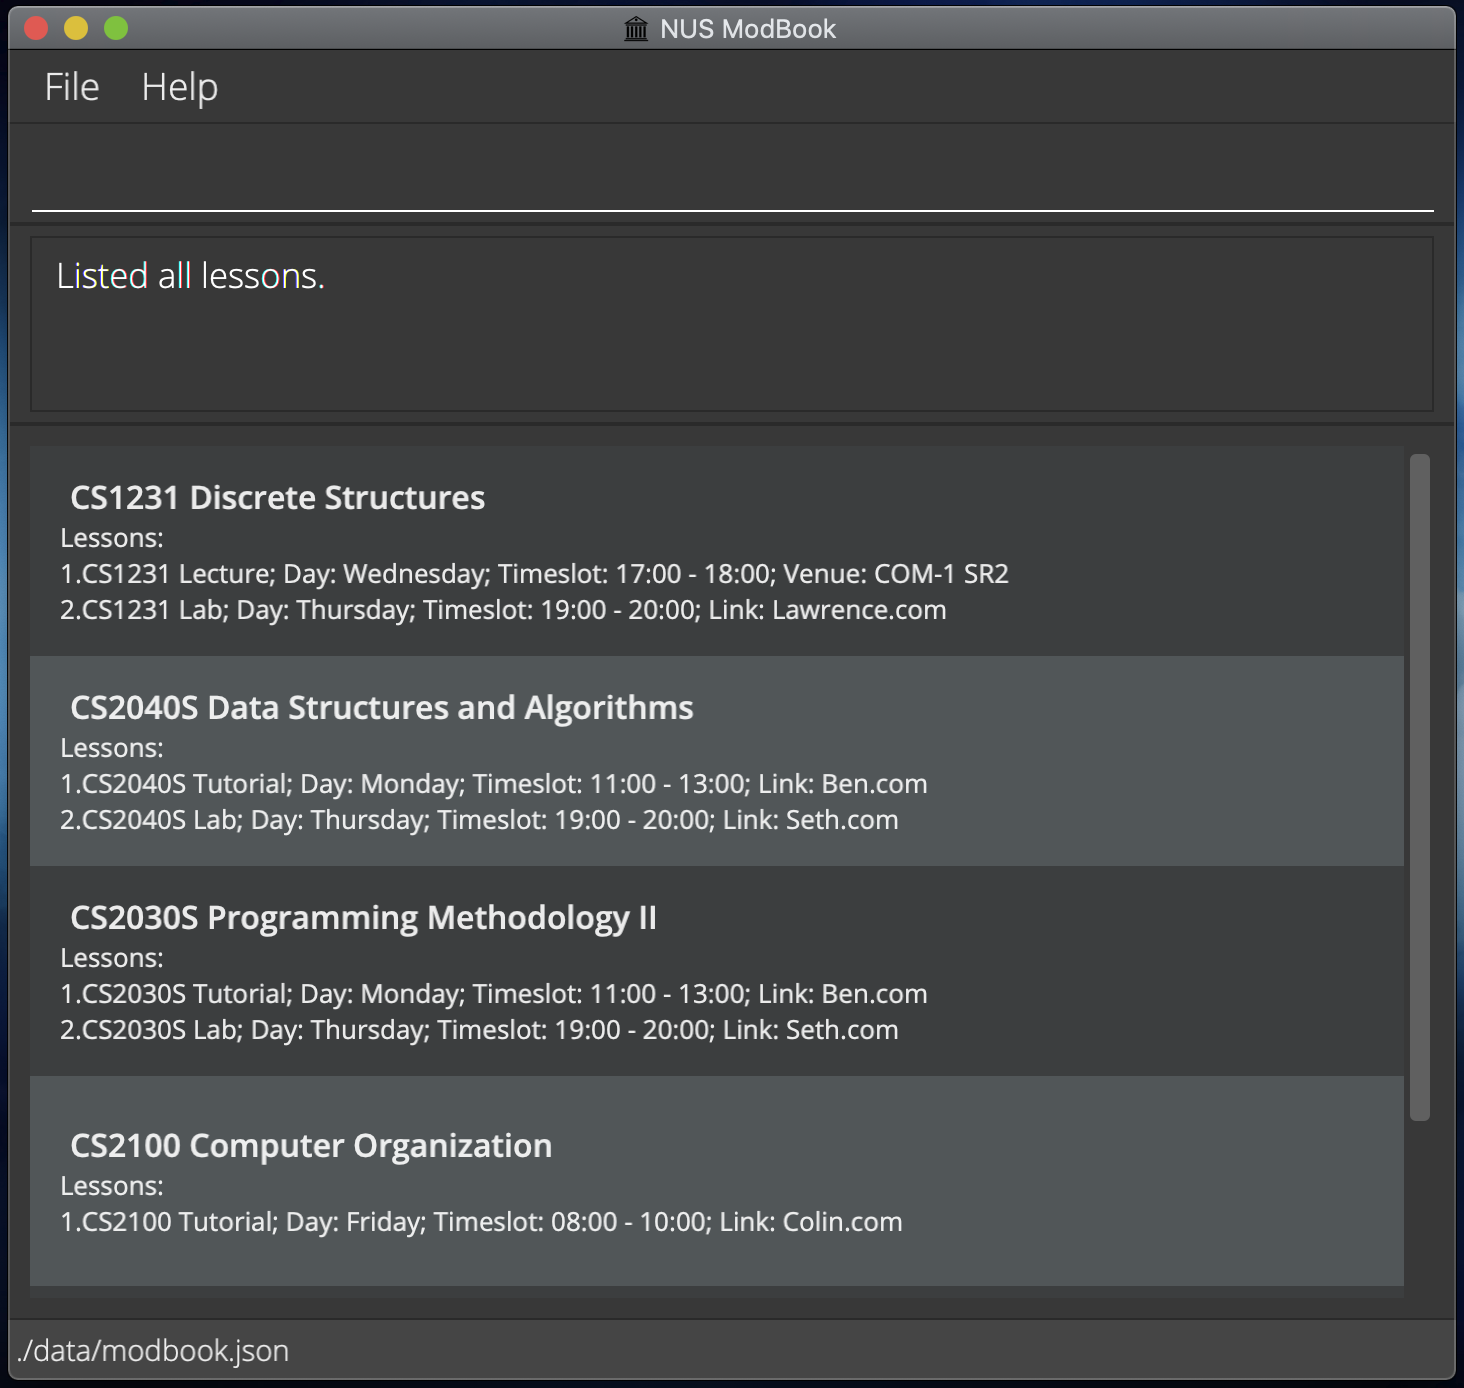 NUS ModBook
File Help
Listed all lessons.
CS1231 Discrete Structures
Lessons:
1.CS1231 Lecture; Day: Wednesday; Timeslot: 17:00 - 18:00; Venue: COM-1 SR2
2.CS1231 Lab; Day: Thursday; Timeslot: 19:00 - 20:00; Link: Lawrence.com
CS2040S Data Structures and Algorithms
Lessons:
1.CS2040S Tutorial; Day: Monday; Timeslot: 11:00 - 13:00; Link: Ben.com
2.CS2040S Lab; Day: Thursday; Timeslot: 19:00 - 20:00; Link: Seth.com
CS2030S Programming Methodology II
Lessons:
1.CS2030S Tutorial; Day: Monday; Timeslot: 11:00 - 13:00; Link: Ben.com
2.CS2030S Lab; Day: Thursday; Timeslot: 19:00 - 20:00; Link: Seth.com
CS2100 Computer Organization
Lessons:
1.CS2100 Tutorial; Day: Friday; Timeslot: 08:00 - 10:00; Link: Colin.com
./data/modbook.json